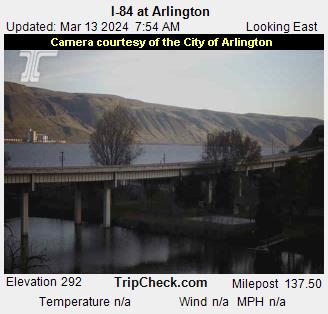 I-84 at Arlington
Updated: Mar 13 2024 7:54 AM Looking East
Camera courtesy of the City of Arlington
Elevation 292 TripCheck.com Milepost 137.50
Temperature n/a Wind n/a MPH n/a